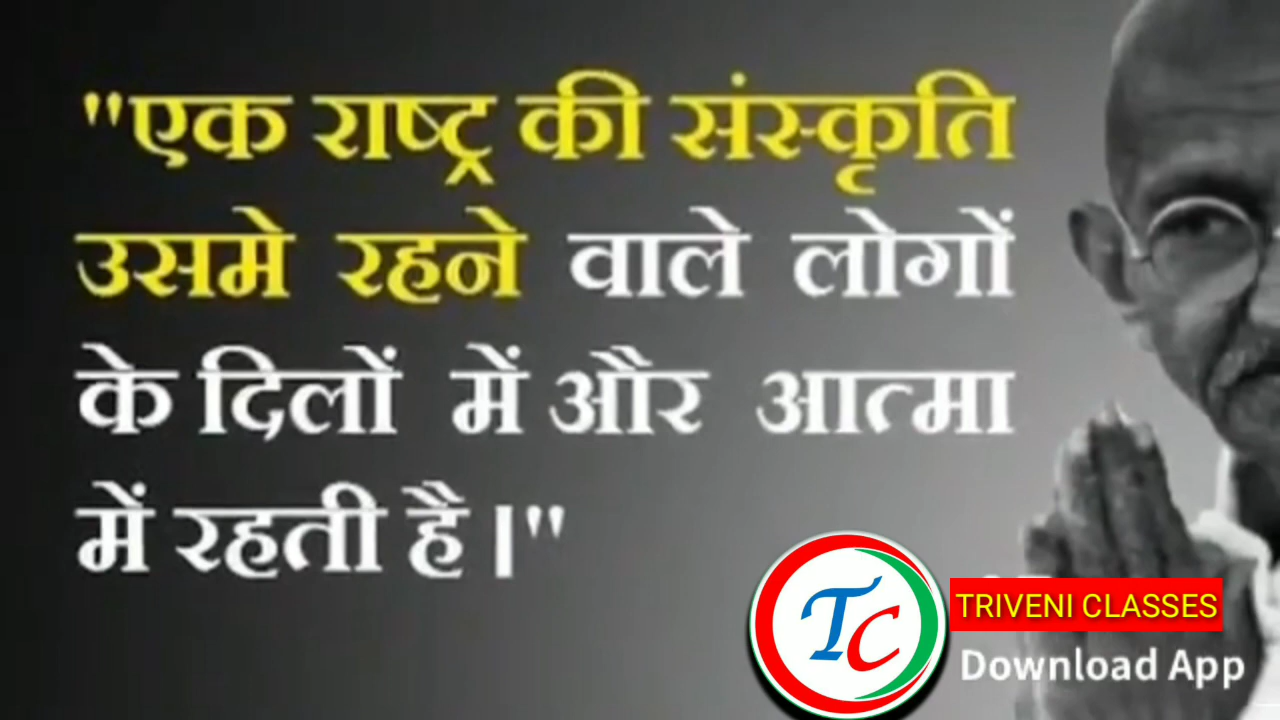 "एक राष्ट्र की संस्कृति
उसमे रहने वाले लोगों
के दिलों में और आत्मा
में रहती है।"
TC
TRIVENI CLASSES
Download App